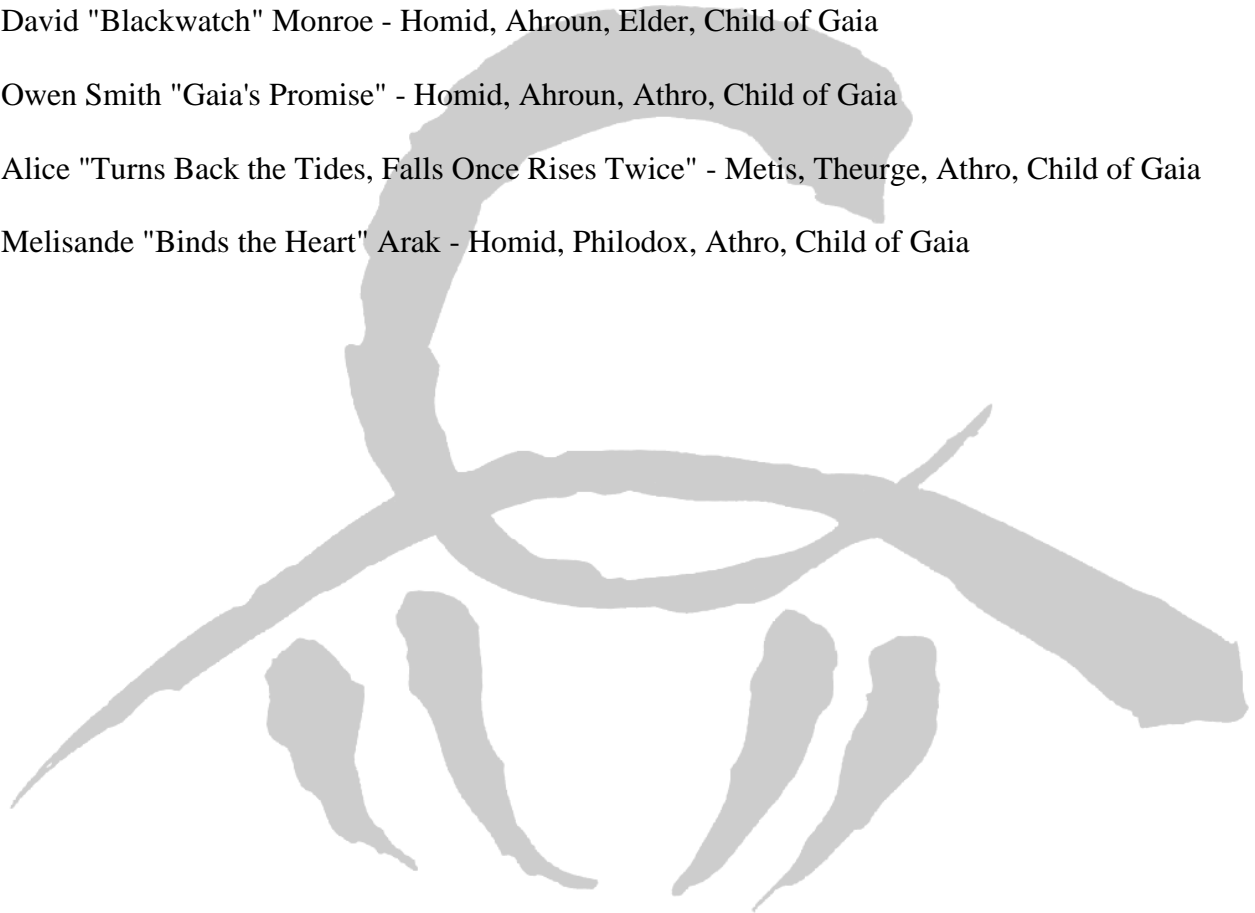 David "Blackwatch" Monroe - Homid, Ahroun, Elder, Child of Gaia
Owen Smith "Gaia's Promise" - Homid, Ahroun, Athro, Child of Gaia
Alice "Turns Back the Tides, Falls Once Rises Twice" - Metis, Theurge, Athro, Child of Gaia
Melisande "Binds the Heart" Arak - Homid, Philodox, Athro, Child of Gaia